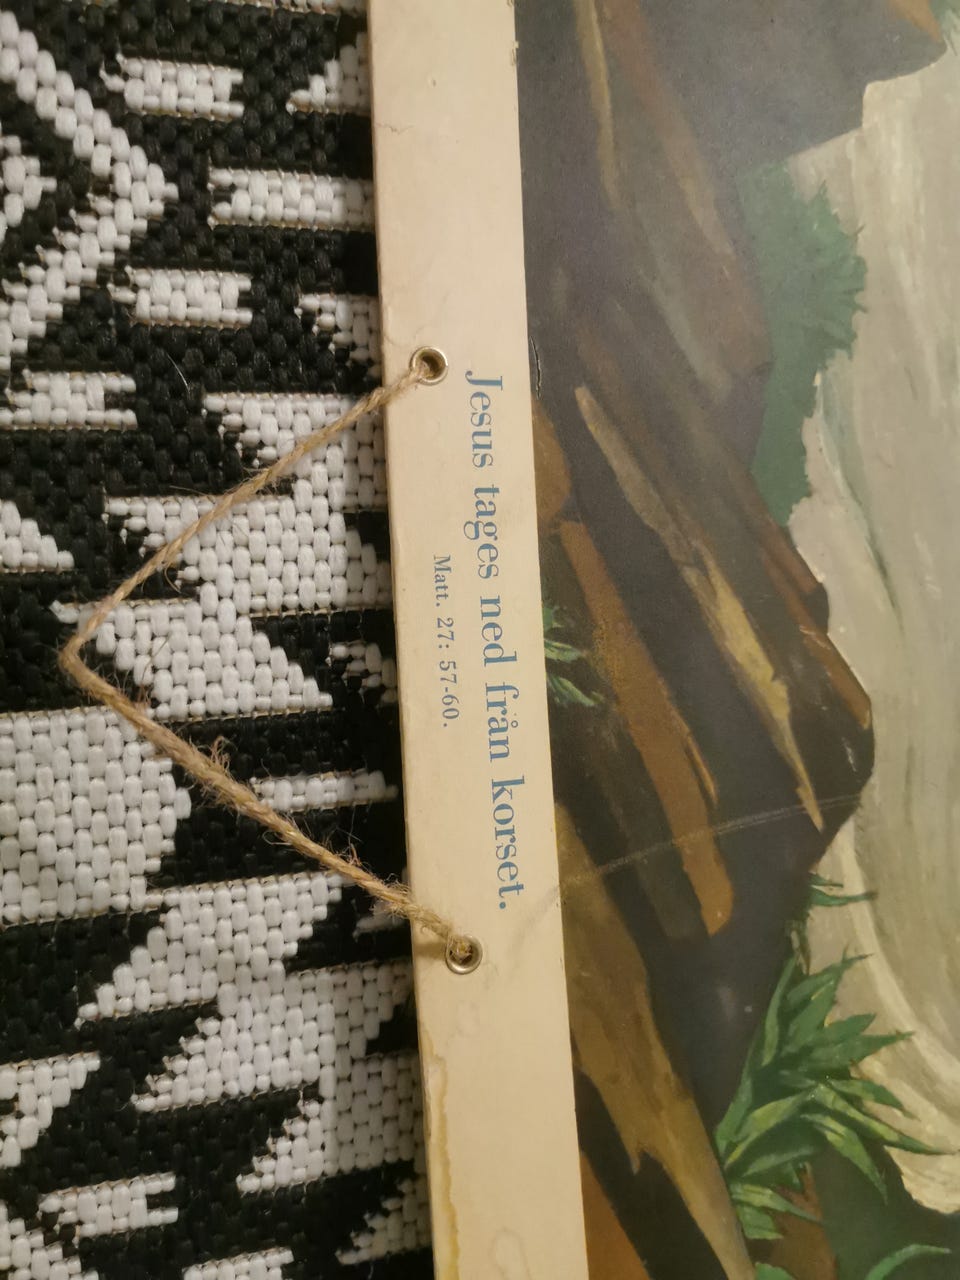 Jesus tages ned från korset.
Matt. 27: 57-60.